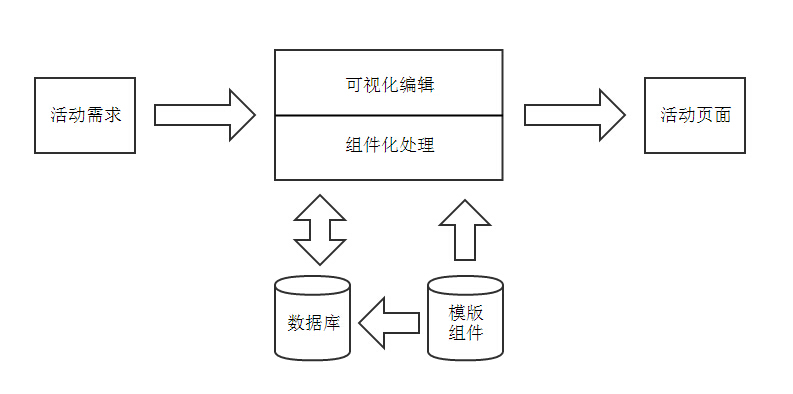 活动需求
可视化编辑
组件化处理
活动页面
数据库
模版
组件